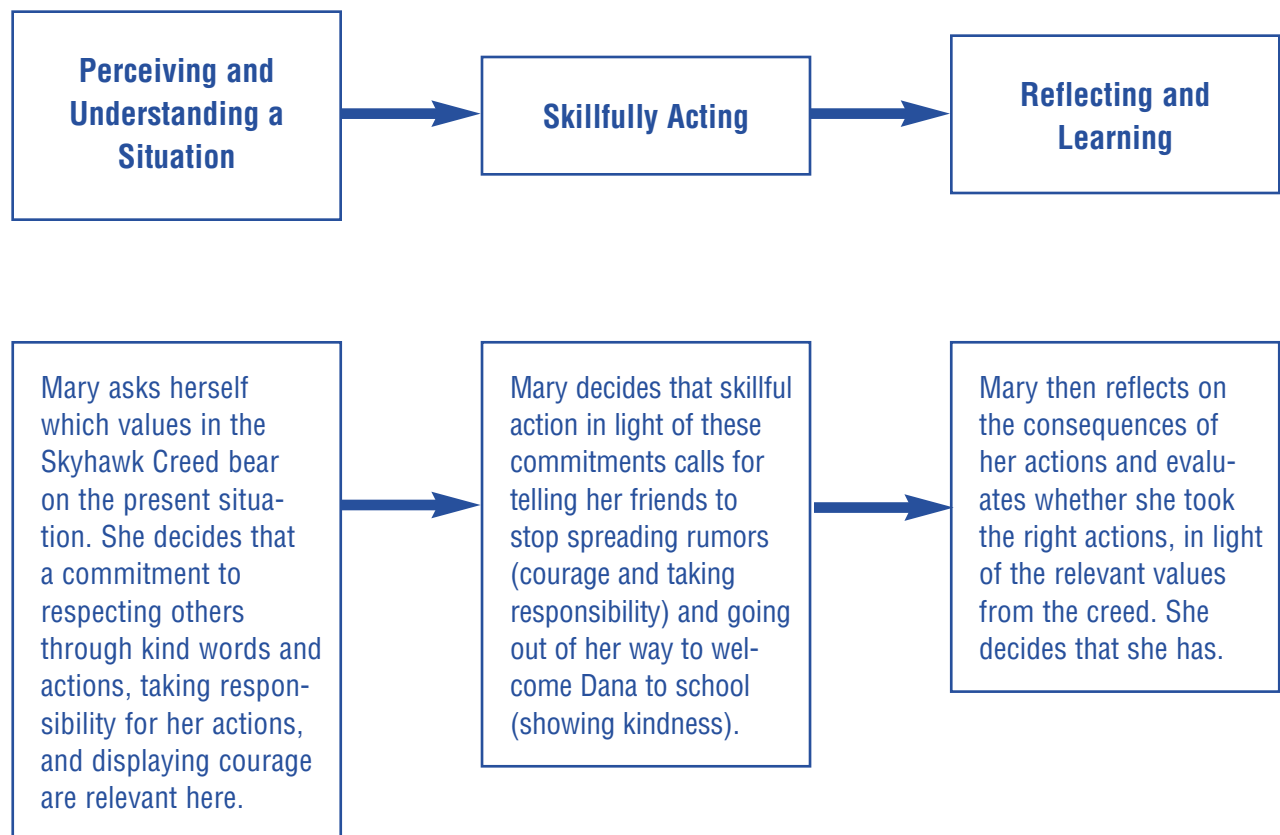 Perceiving and
Understanding a
Situation
Skillfully Acting
Reflecting and
Learning
Mary asks herself
which values in the
Skyhawk Creed bear
on the present situa-
tion. She decides that
a commitment to
respecting others
through kind words and
actions, taking respon-
sibility for her actions,
and displaying courage
are relevant here.
Mary decides that skillful
action in light of these
commitments calls for
telling her friends to
stop spreading rumors
(courage and taking
responsibility) and going
out of her way to wel-
come Dana to school
(showing kindness).
Mary then reflects on
the consequences of
her actions and evalu-
ates whether she took
the right actions, in light
of the relevant values
from the creed. She
decides that she has.